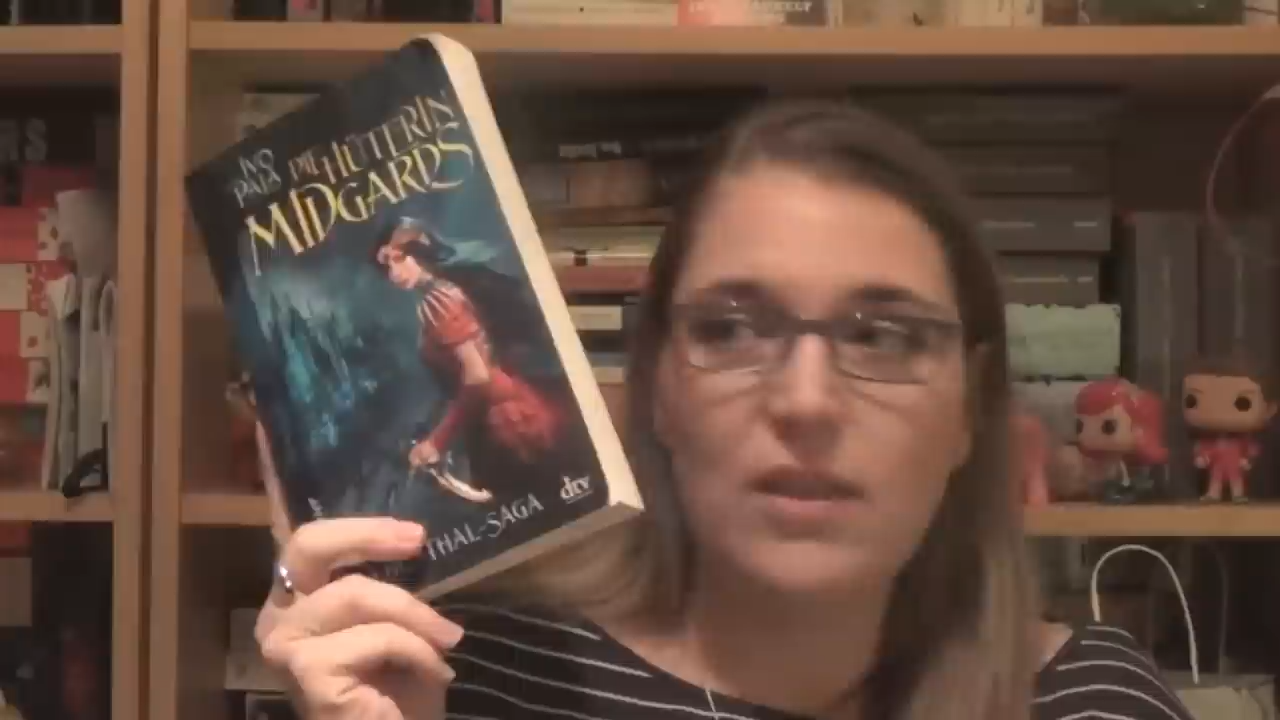 IVO
PALA
DIE HÜTERIN
MIDGARDS
THAL-SAGA
dtv